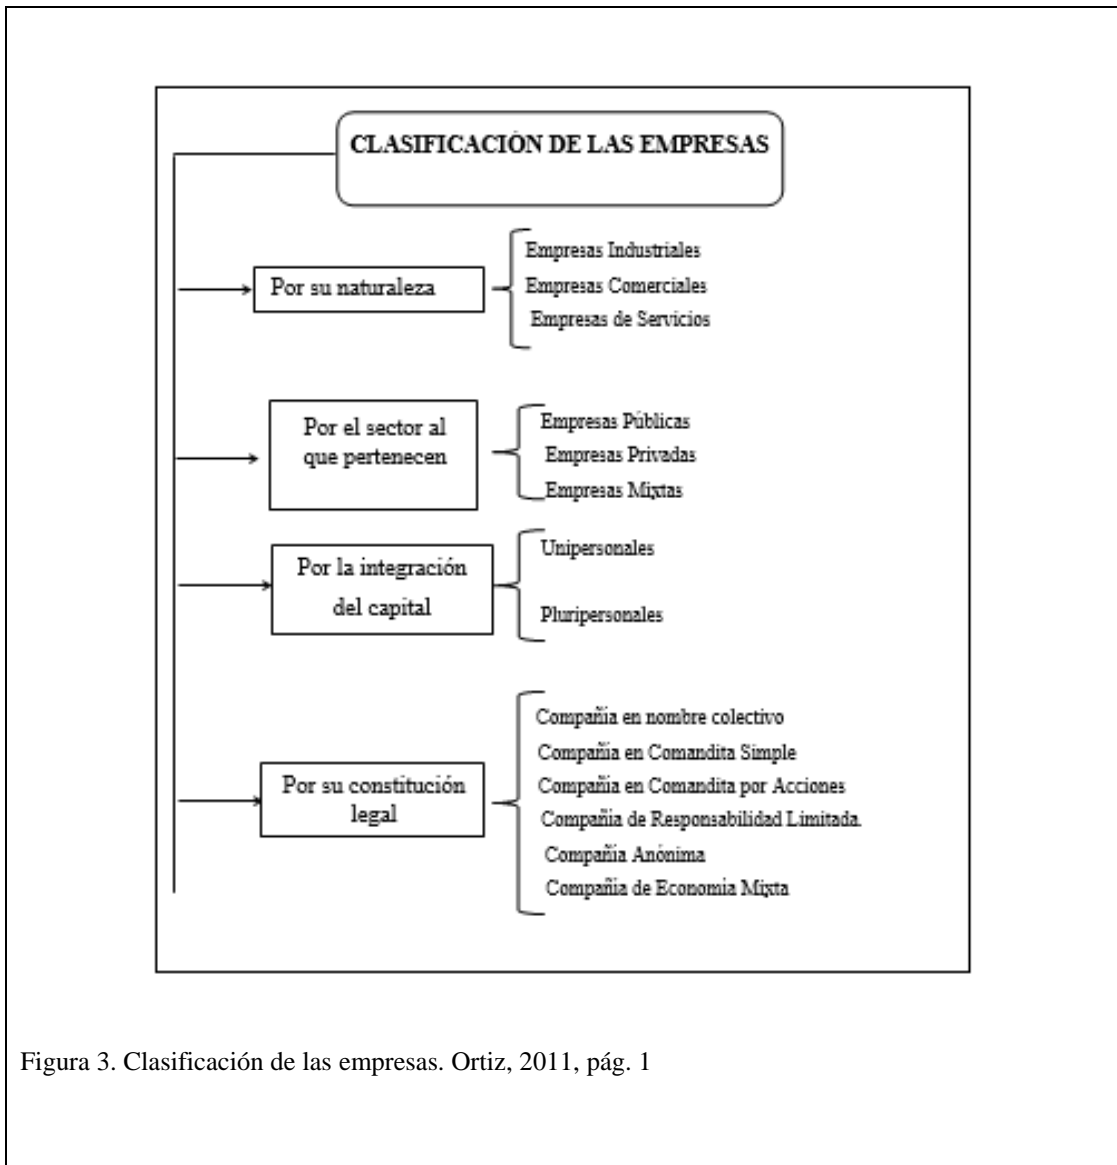 CLASIFICACIÓN DE LAS EMPRESAS
Por su naturaleza
Empresas Industriales
Empresas Comerciales
Empresas de Servicios
Por el sector al
que pertenecen
Empresas Públicas
Empresas Privadas
Empresas Mixtas
Por la integración
del capital
Unipersonales
Pluripersonales
Por su constitución
legal
Compañía en nombre colectivo
Compañía en Comandita Simple
Compañía en Comandita por Acciones
Compañía de Responsabilidad Limitada.
Compañía Anónima
Compañía de Economía Mixta
Figura 3. Clasificación de las empresas. Ortiz, 2011, pág. 1